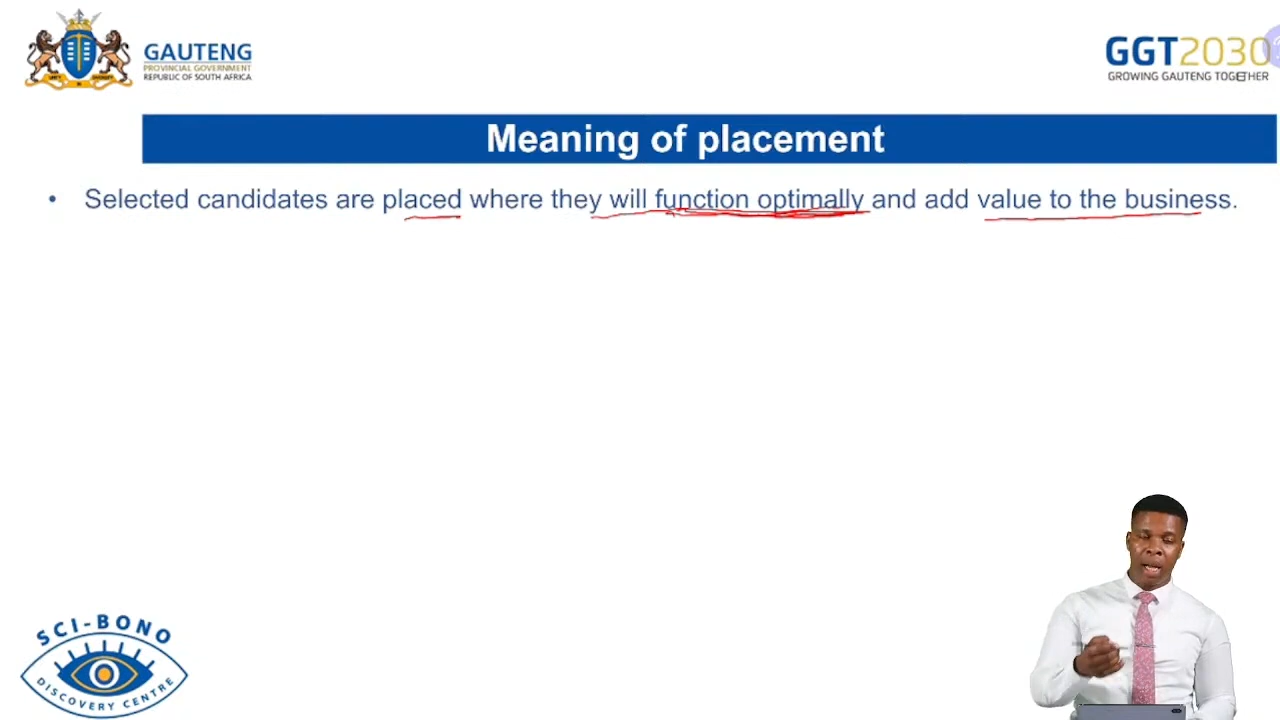 GAUTENG
PROVINCIAL GOVERNMENT
REPUBLIC OF SOUTH AFRICA
GGT2030
GROWING GAUTENG TOGETHER
Meaning of placement
• Selected candidates are placed where they will function optimally and add value to the business.
SCI-BONO
DISCOVERY CENTRE